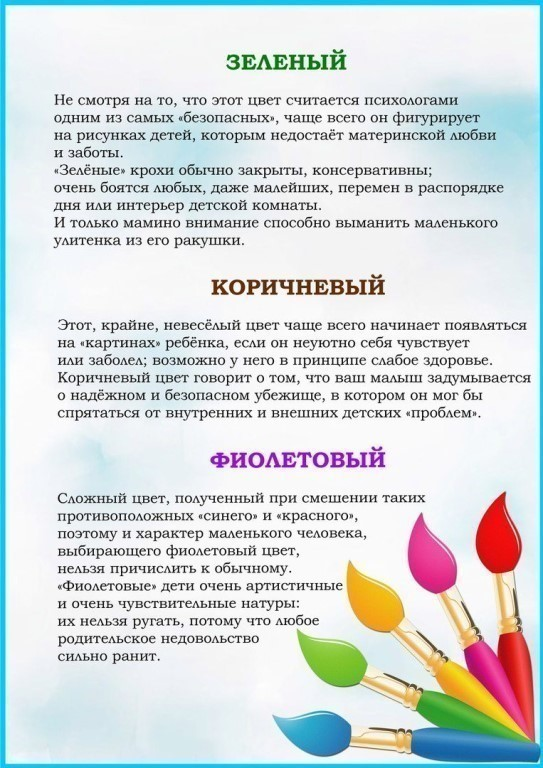 ЗЕЛЕНЫЙ
Не смотря на то, что этот цвет считается психологами
одним из самых «безопасных», чаще всего он фигурирует
на рисунках детей, которым недостаёт материнской любви
и заботы.
«Зелёные» крохи обычно закрыты, консервативны;
очень боятся любых, даже малейших, перемен в распорядке
дня или интерьер детской комнаты.
И только мамино внимание способно выманить маленького
улитенка из его ракушки.
КОРИЧНЕВЫЙ
Этот, крайне, невесёлый цвет чаще всего начинает появляться
на «картинах» ребёнка, если он неуютно себя чувствует
или заболел; возможно у него в принципе слабое здоровье.
Коричневый цвет говорит о том, что ваш малыш задумывается
о надёжном и безопасном убежище, в котором он мог бы
спрятаться от внутренних и внешних детских «проблем».
ФИОЛЕТОВЫЙ
Сложный цвет, полученный при смешении таких
противоположных «синего» и «красного»,
поэтому и характер маленького человека,
выбирающего фиолетовый цвет,
нельзя причислить к обычному.
«Фиолетовые» дети очень артистичные
и очень чувствительные натуры:
их нельзя ругать, потому что любое
родительское недовольство
сильно ранит.